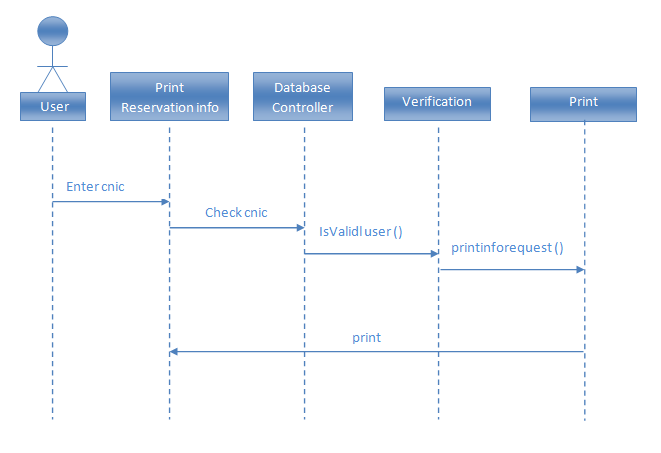 User
Print
Reservation info
Database
Controller
Verification
Print
Enter cnic
Check cnic
IsValidl user ()
printinforequest ()
print